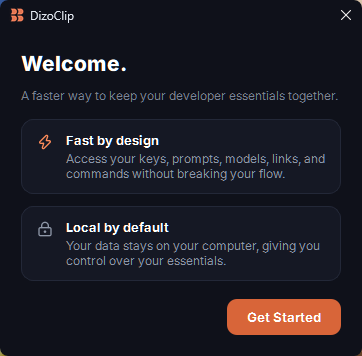 DizoClip
Welcome.
A faster way to keep your developer essentials together.
Fast by design
Access your keys, prompts, models, links, and
commands without breaking your flow.
Local by default
Your data stays on your computer, giving you
control over your essentials.
Get Started